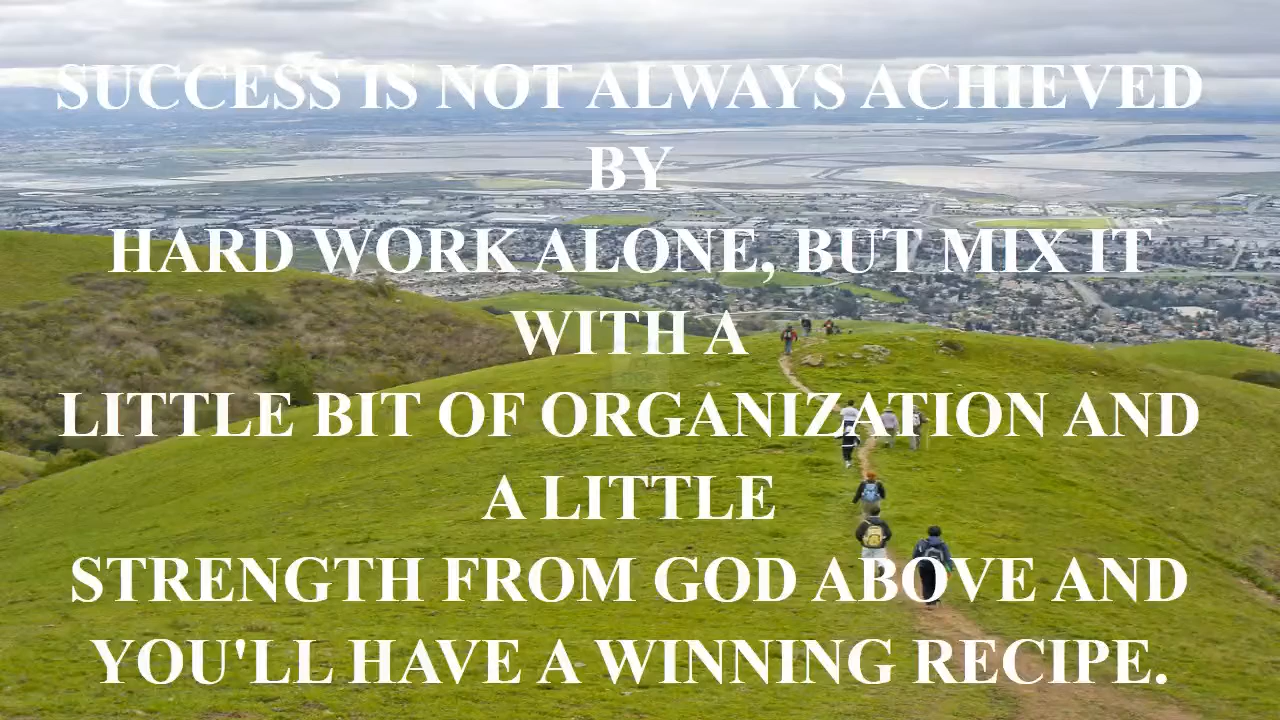 SUCCESS IS NOT ALWAYS ACHIEVED
BY
HARD WORK ALONE, BUT MIX IT
WITH A
LITTLE BIT OF ORGANIZATION AND
A LITTLE
STRENGTH FROM GOD ABOVE AND
YOU'LL HAVE A WINNING RECIPE.